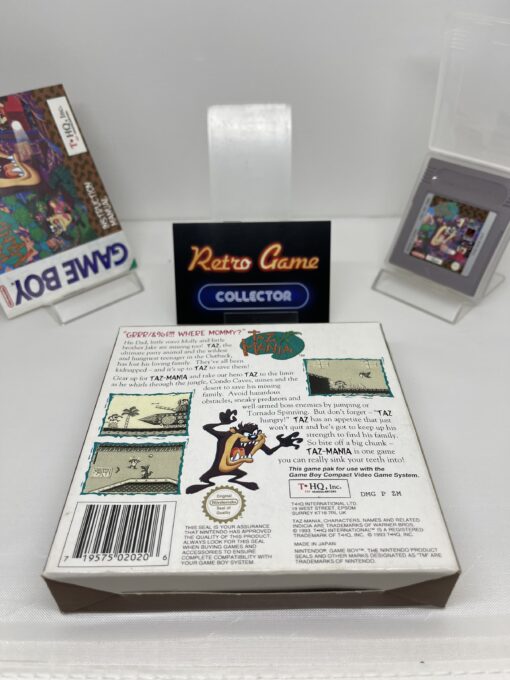 T·HQ, Inc.
INSTRUCTION
MANUAL
GAME BOY
Retro Game
COLLECTOR
"GRRR/&%#!!! WHERE MOMMY?"
TAZ
MANIA
His Dad, little sister Molly and little
brother Jake are missing too! TAZ, the
ultimate party animal and the wildest
and hungriest teenager in the Outback,
has lost his loving family. They've all been
kidnapped - and it's up to TAZ to save them!
Gear up for TAZ-MANIA and take our hero TAZ to the limit
as he whirls through the jungle, Condo Caves, mines and the
desert to save his missing
family. Avoid hazardous
obstacles, sneaky predators and
well-armed boss enemies by jumping or
Tornado Spinning. But don't forget - "TAZ
hungry!" TAZ has an appetite that just
won't quit and he's got to keep up his
strength to find his family.
So bite off a big chunk -
TAZ-MANIA is one game
you can really sink your teeth into!
This game pak for use with the
Game Boy Compact Video Game System.
T·HQ, Inc.
DMG P SM
Original
Nintendo
Seal of
Quality
T·HQ INTERNATIONAL LTD.
19 WEST STREET, EPSOM
SURREY KT18 7RL UK
THIS SEAL IS YOUR ASSURANCE
THAT NINTENDO HAS APPROVED
THE QUALITY OF THIS PRODUCT.
ALWAYS LOOK FOR THIS SEAL
WHEN BUYING GAMES AND
ACCESSORIES TO ENSURE
COMPLETE COMPATIBILITY WITH
YOUR GAME BOY SYSTEM.
TAZ-MANIA, CHARACTERS, NAMES AND RELATED
INDICIA ARE TRADEMARKS OF WARNER BROS.
© 1993. T·HQ INTERNATIONAL™ IS A REGISTERED
TRADEMARK OF T·HQ, INC. © 1993 T·HQ, INC.
MADE IN JAPAN
NINTENDO, GAME BOY™, THE NINTENDO PRODUCT
SEALS AND OTHER MARKS DESIGNATED AS "TM" ARE
TRADEMARKS OF NINTENDO.
7 19575 02020 6